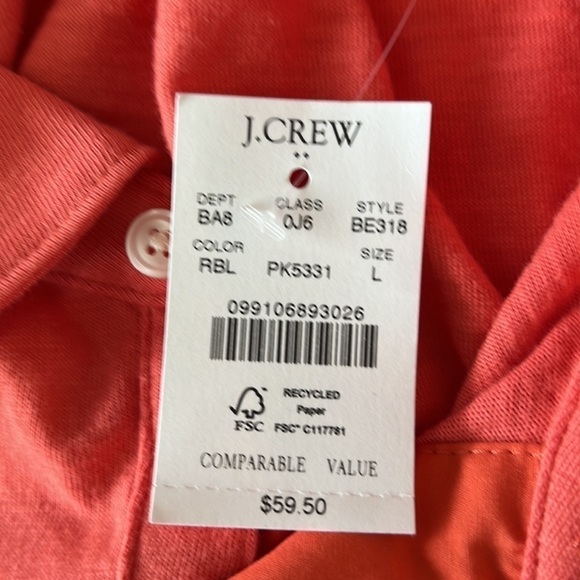 J.CREW
DEPT CLASS STYLE
BA8 0J6 BE318
COLOR SIZE
RBL PK5331 L
099106893026
RECYCLED
Paper
FSC FSC® C117781
COMPARABLE VALUE
$59.50